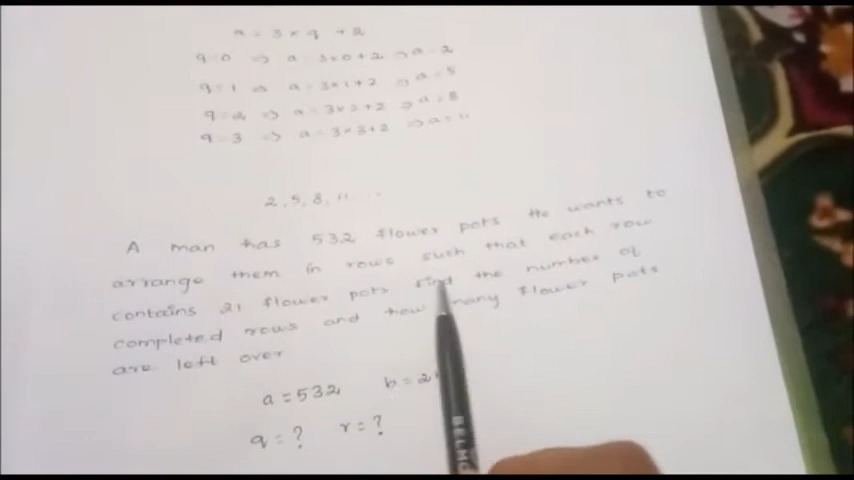 a = 3 × q + 2
q = 0 ⇒ a = 3×0+2 ⇒ a = 2
q = 1 ⇒ a = 3×1+2 ⇒ a = 5
q = 2 ⇒ a = 3×2+2 ⇒ a = 8
q = 3 ⇒ a = 3×3+2 ⇒ a = 11
2, 5, 8, 11 ...
A man has 532 flower pots He wants to
arrange them in rows such that each row
contains 21 flower pots find the number of
completed rows and how many flower pots
are left over
a = 532 b = 21
q = ? r = ?
BELMO